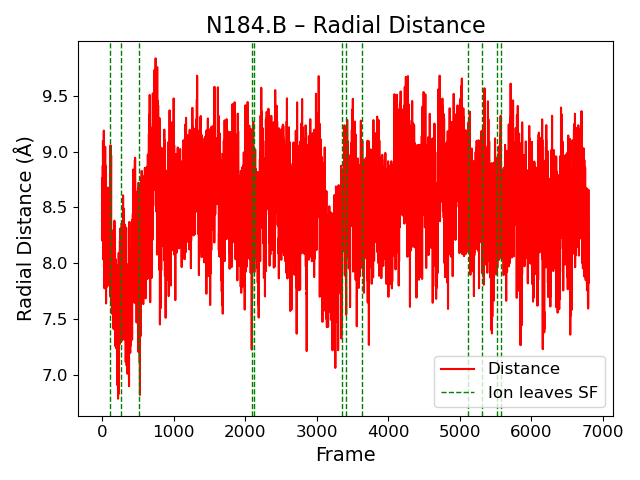 N184.B – Radial Distance
Radial Distance (Å)
9.5
9.0
8.5
8.0
7.5
7.0
0
1000
2000
3000
4000
5000
6000
7000
Frame
Distance
Ion leaves SF